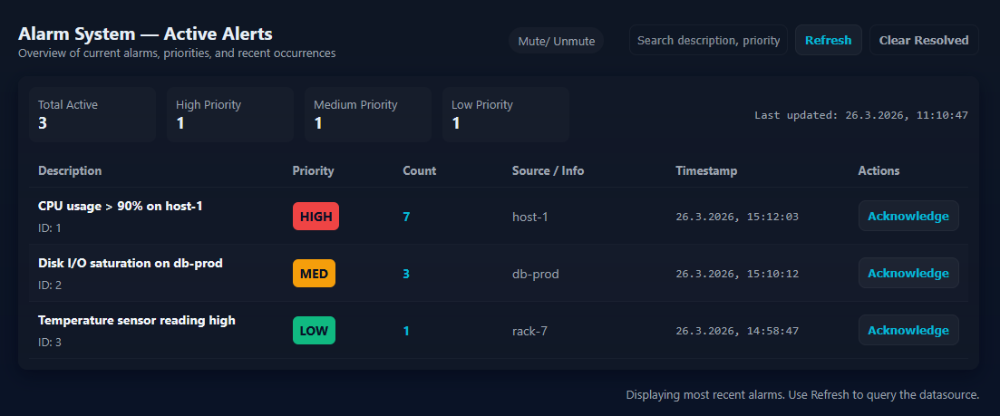 Alarm System — Active Alerts
Overview of current alarms, priorities, and recent occurrences
Mute/ Unmute
Search description, priority
Refresh
Clear Resolved
Total Active
3
High Priority
1
Medium Priority
1
Low Priority
1
Last updated: 26.3.2026, 11:10:47
Description Priority Count Source / Info Timestamp Actions
CPU usage > 90% on host-1
ID: 1
HIGH 7 host-1 26.3.2026, 15:12:03 Acknowledge
Disk I/O saturation on db-prod
ID: 2
MED 3 db-prod 26.3.2026, 15:10:12 Acknowledge
Temperature sensor reading high
ID: 3
LOW 1 rack-7 26.3.2026, 14:58:47 Acknowledge
Displaying most recent alarms. Use Refresh to query the datasource.